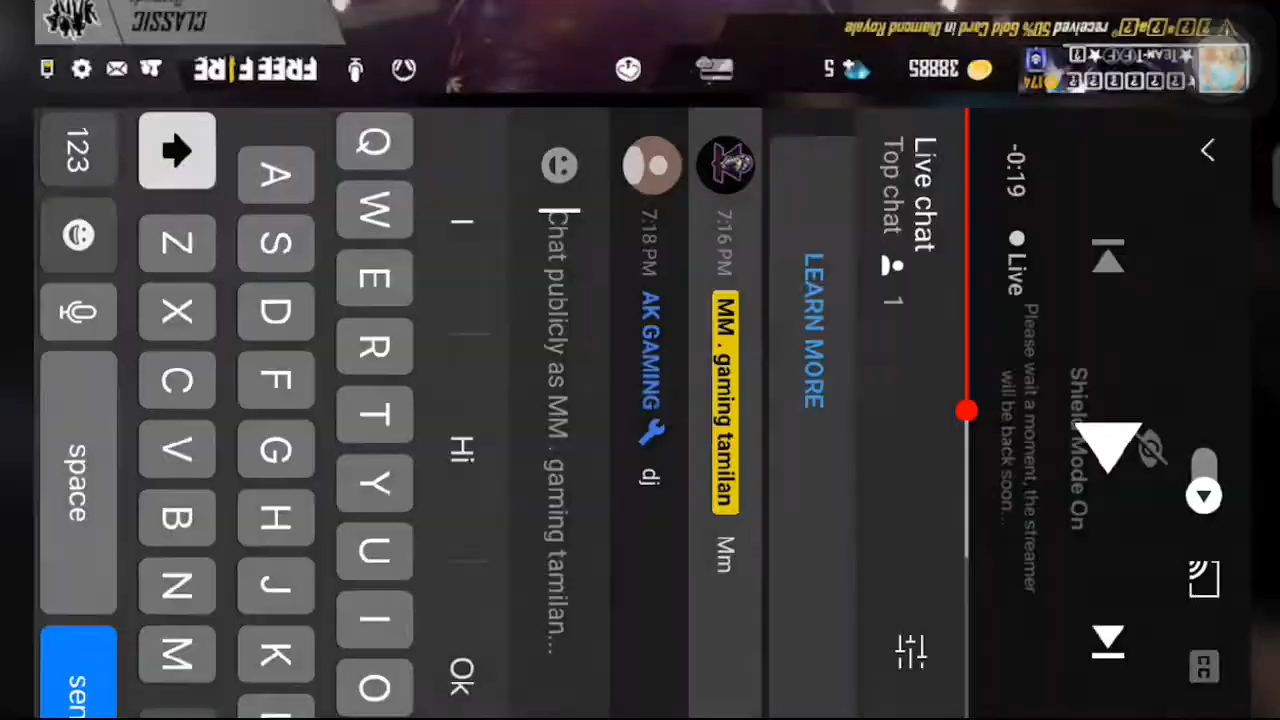 -0:19
Live
Shield Mode On
Please wait a moment, the streamer
will be back soon...
CC
Live chat
Top chat 1
LEARN MORE
7:16 PM MM . gaming tamilan Mm
7:18 PM AK GAMING dj
Chat publicly as MM . gaming tamilan...
I Hi Ok
Q W E R T Y U I O
A S D F G H J K
Z X C V B N M
123 space sen
received 50% Gold Card in Diamond Royale
38885
5
FREE FIRE
CLASSIC